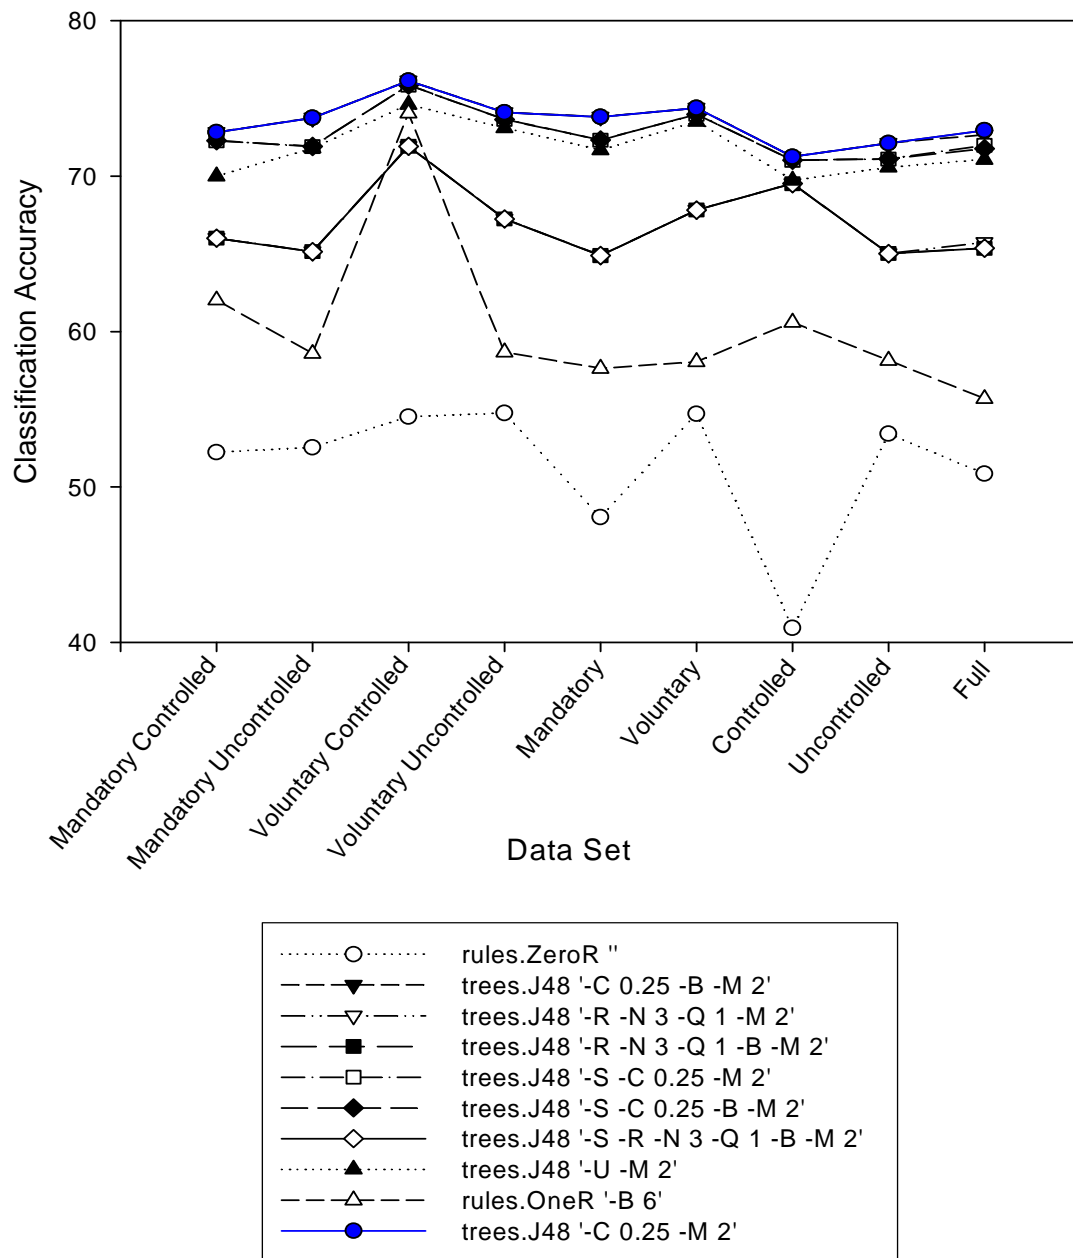 80
70
60
50
40
Classification Accuracy
Mandatory Controlled
Mandatory Uncontrolled
Voluntary Controlled
Voluntary Uncontrolled
Mandatory
Voluntary
Controlled
Uncontrolled
Full
Data Set
rules.ZeroR ''
trees.J48 '-C 0.25 -B -M 2'
trees.J48 '-R -N 3 -Q 1 -M 2'
trees.J48 '-R -N 3 -Q 1 -B -M 2'
trees.J48 '-S -C 0.25 -M 2'
trees.J48 '-S -C 0.25 -B -M 2'
trees.J48 '-S -R -N 3 -Q 1 -B -M 2'
trees.J48 '-U -M 2'
rules.OneR '-B 6'
trees.J48 '-C 0.25 -M 2'